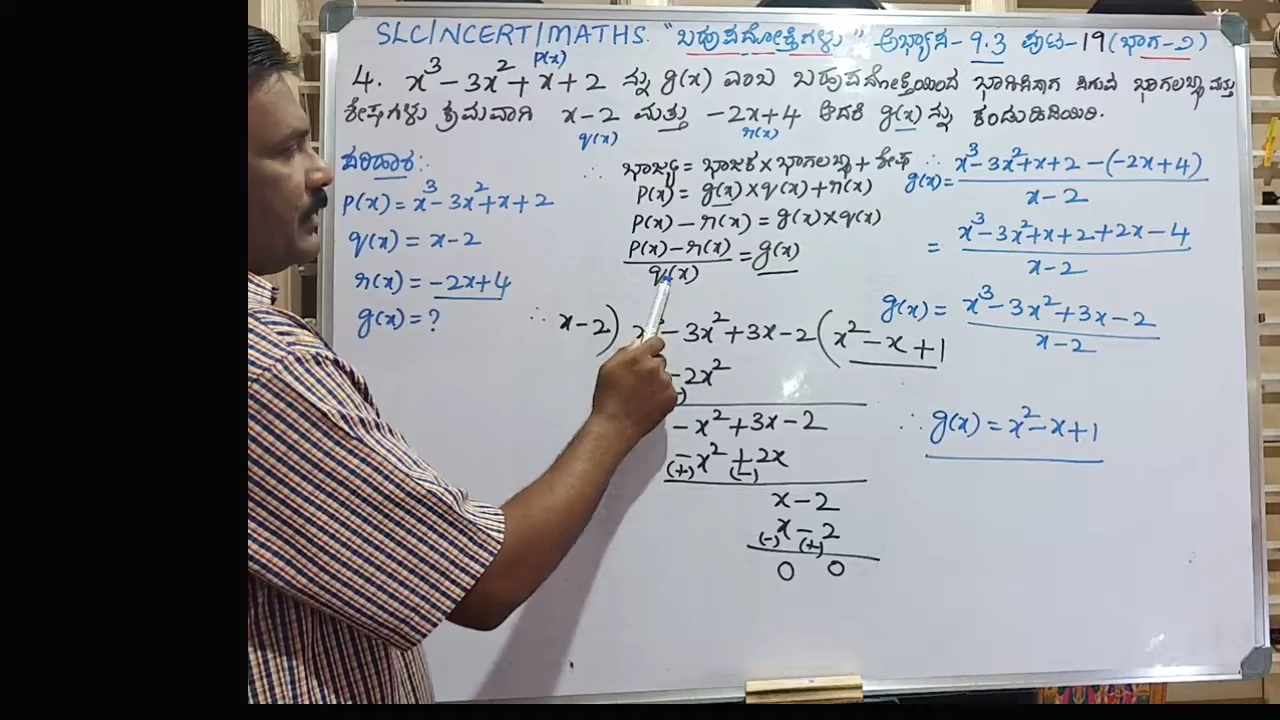 SLC/NCERT/MATHS. "ಬಹುಪದೋಕ್ತಿಗಳು" ಅಭ್ಯಾಸ-9.3 ಪುಟ-19 (ಭಾಗ-೨)
P(x)
4. x³-3x²+x+2 ನ್ನು g(x) ಎಂಬ ಬಹುಪದೋಕ್ತಿಯಿಂದ ಭಾಗಿಸಿದಾಗ ಸಿಗುವ ಭಾಗಲಬ್ಧ ಮತ್ತು
ಶೇಷಗಳು ಕ್ರಮವಾಗಿ x-2 ಮತ್ತು -2x+4 ಆದರೆ g(x) ನ್ನು ಕಂಡುಹಿಡಿಯಿರಿ.
q(x) r(x)
ಪರಿಹಾರ:
P(x)=x³-3x²+x+2
q(x)=x-2
r(x)=-2x+4
g(x)=?
∴ ಭಾಜ್ಯ=ಭಾಜಕ×ಭಾಗಲಬ್ಧ+ಶೇಷ
P(x)=g(x)×q(x)+r(x)
P(x)-r(x)=g(x)×q(x)
P(x)-r(x)
q(x)
=g(x)
∴ x-2) -3x²+3x-2(x²-x+1
-2x²
-x²+3x-2
-x²+2x
(+) (-)
x-2
x-2
(-) (+)
0 0
∴ x³-3x²+x+2-(-2x+4)
g(x)=
x-2
= x³-3x²+x+2+2x-4
x-2
g(x)= x³-3x²+3x-2
x-2
∴ g(x)=x²-x+1